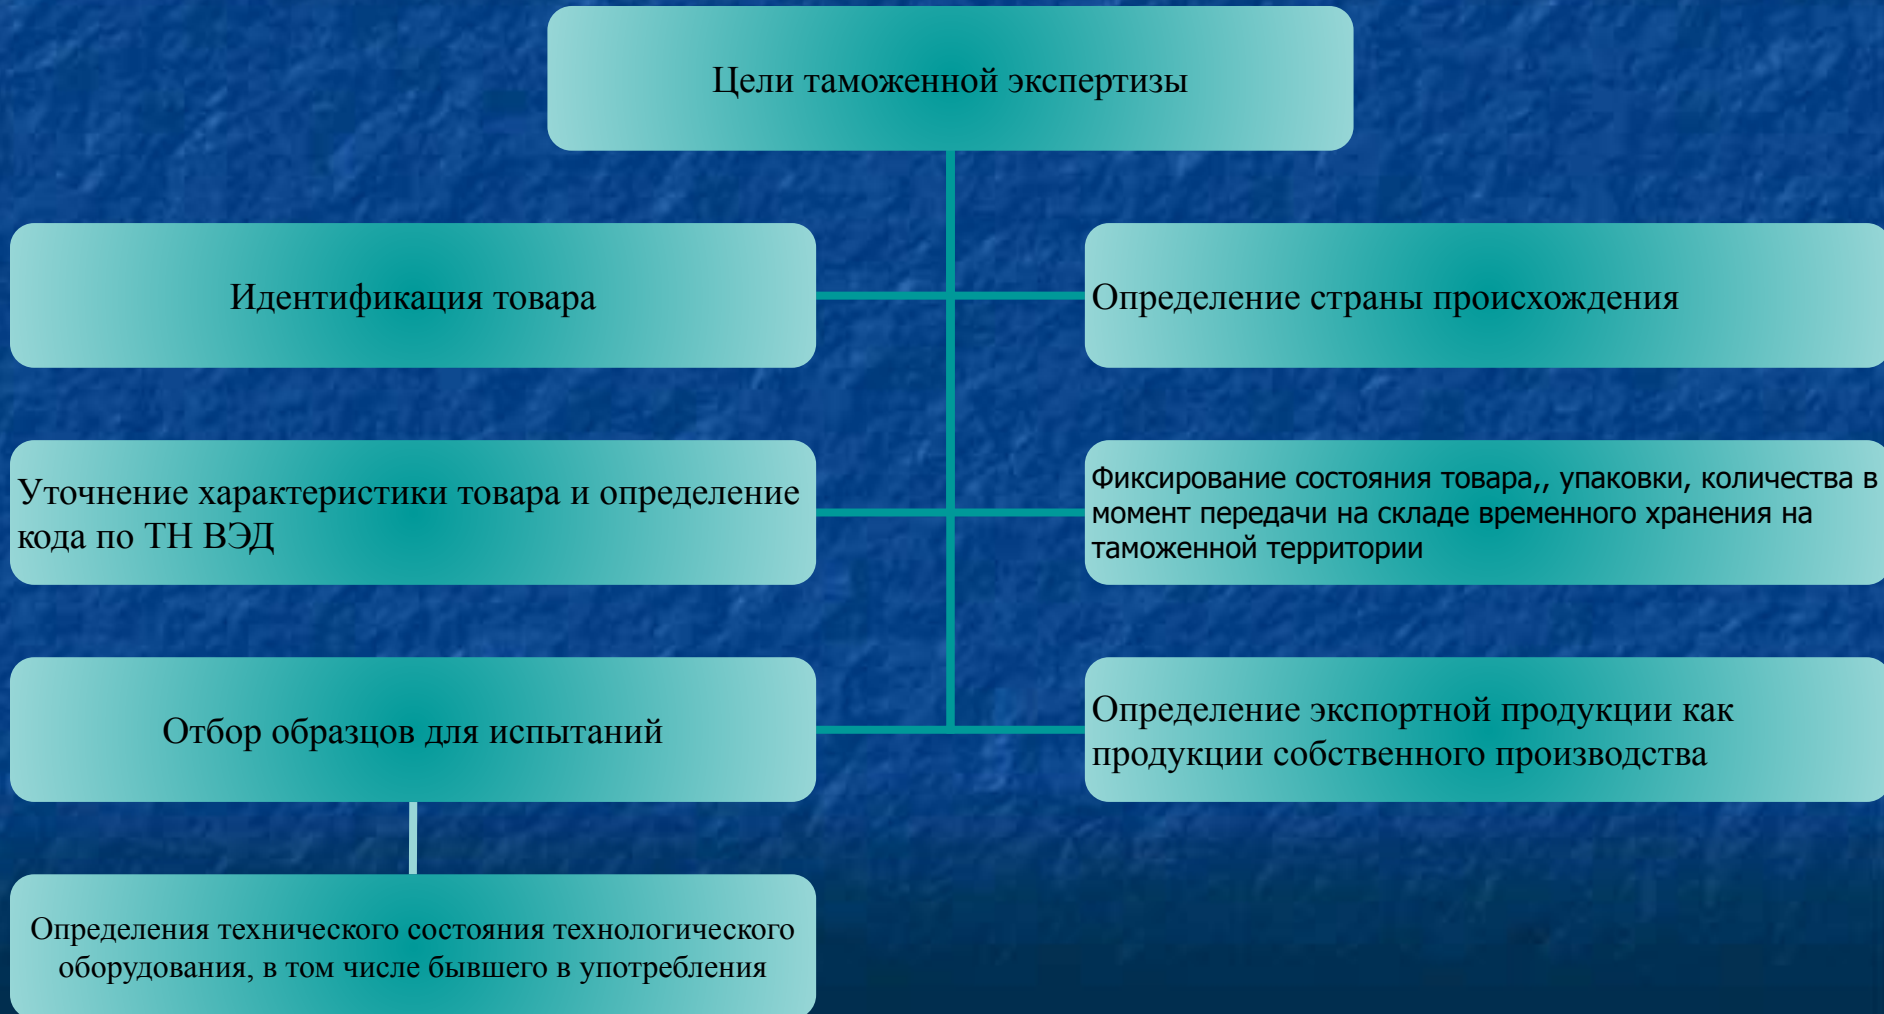 Цели таможенной экспертизы
Идентификация товара
Определение страны происхождения
Уточнение характеристики товара и определение
кода по ТН ВЭД
Фиксирование состояния товара,, упаковки, количества в
момент передачи на складе временного хранения на
таможенной территории
Отбор образцов для испытаний
Определение экспортной продукции как
продукции собственного производства
Определения технического состояния технологического
оборудования, в том числе бывшего в употребления